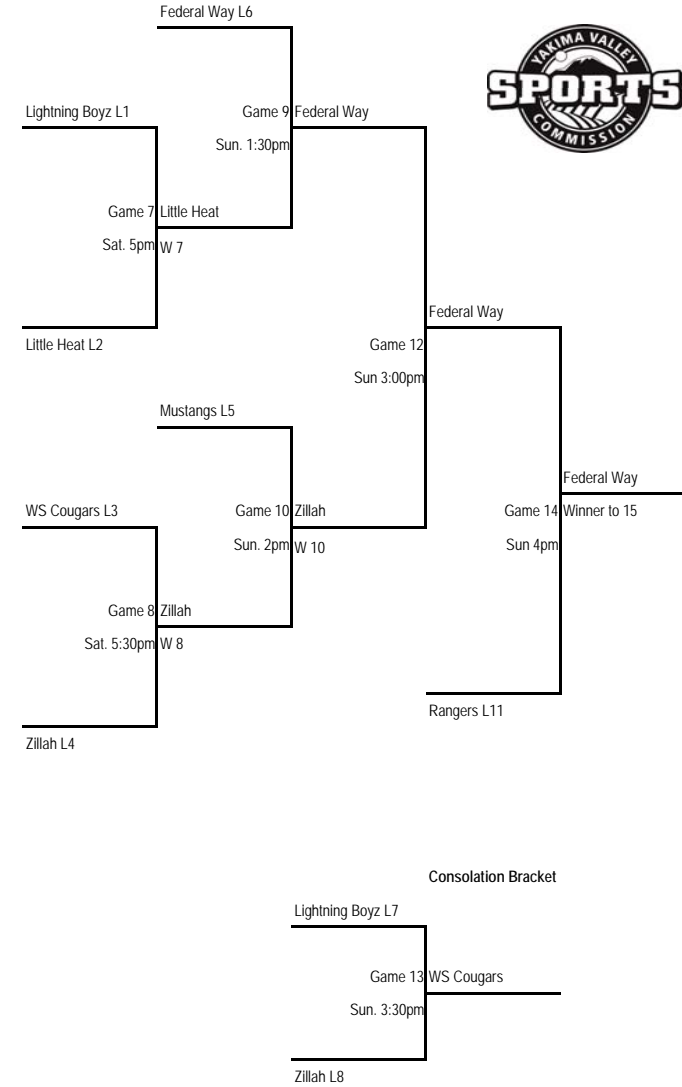 Federal Way L6
YAKIMA VALLEY
SPORTS
COMMISSION
Lightning Boyz L1
Game 9 Federal Way
Sun. 1:30pm
Game 7 Little Heat
Sat. 5pm W 7
Federal Way
Little Heat L2
Game 12
Sun 3:00pm
Mustangs L5
Federal Way
WS Cougars L3
Game 10 Zillah
Game 14 Winner to 15
Sun. 2pm W 10
Sun 4pm
Game 8 Zillah
Sat. 5:30pm W 8
Rangers L11
Zillah L4
Consolation Bracket
Lightning Boyz L7
Game 13 WS Cougars
Sun. 3:30pm
Zillah L8